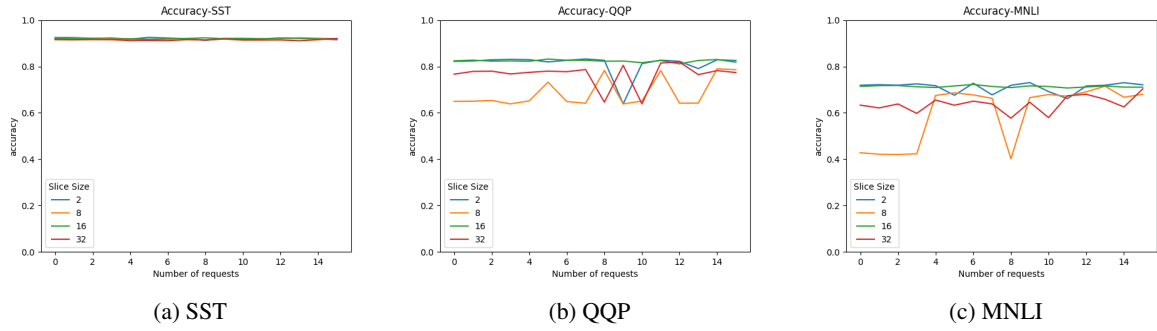 Accuracy-SST
1.0
0.8
0.6
0.4
0.2
0.0
accuracy
Slice Size
2
8
16
32
0 2 4 6 8 10 12 14
Number of requests
(a) SST
Accuracy-QQP
1.0
0.8
0.6
0.4
0.2
0.0
accuracy
Slice Size
2
8
16
32
0 2 4 6 8 10 12 14
Number of requests
(b) QQP
Accuracy-MNLI
1.0
0.8
0.6
0.4
0.2
0.0
accuracy
Slice Size
2
8
16
32
0 2 4 6 8 10 12 14
Number of requests
(c) MNLI